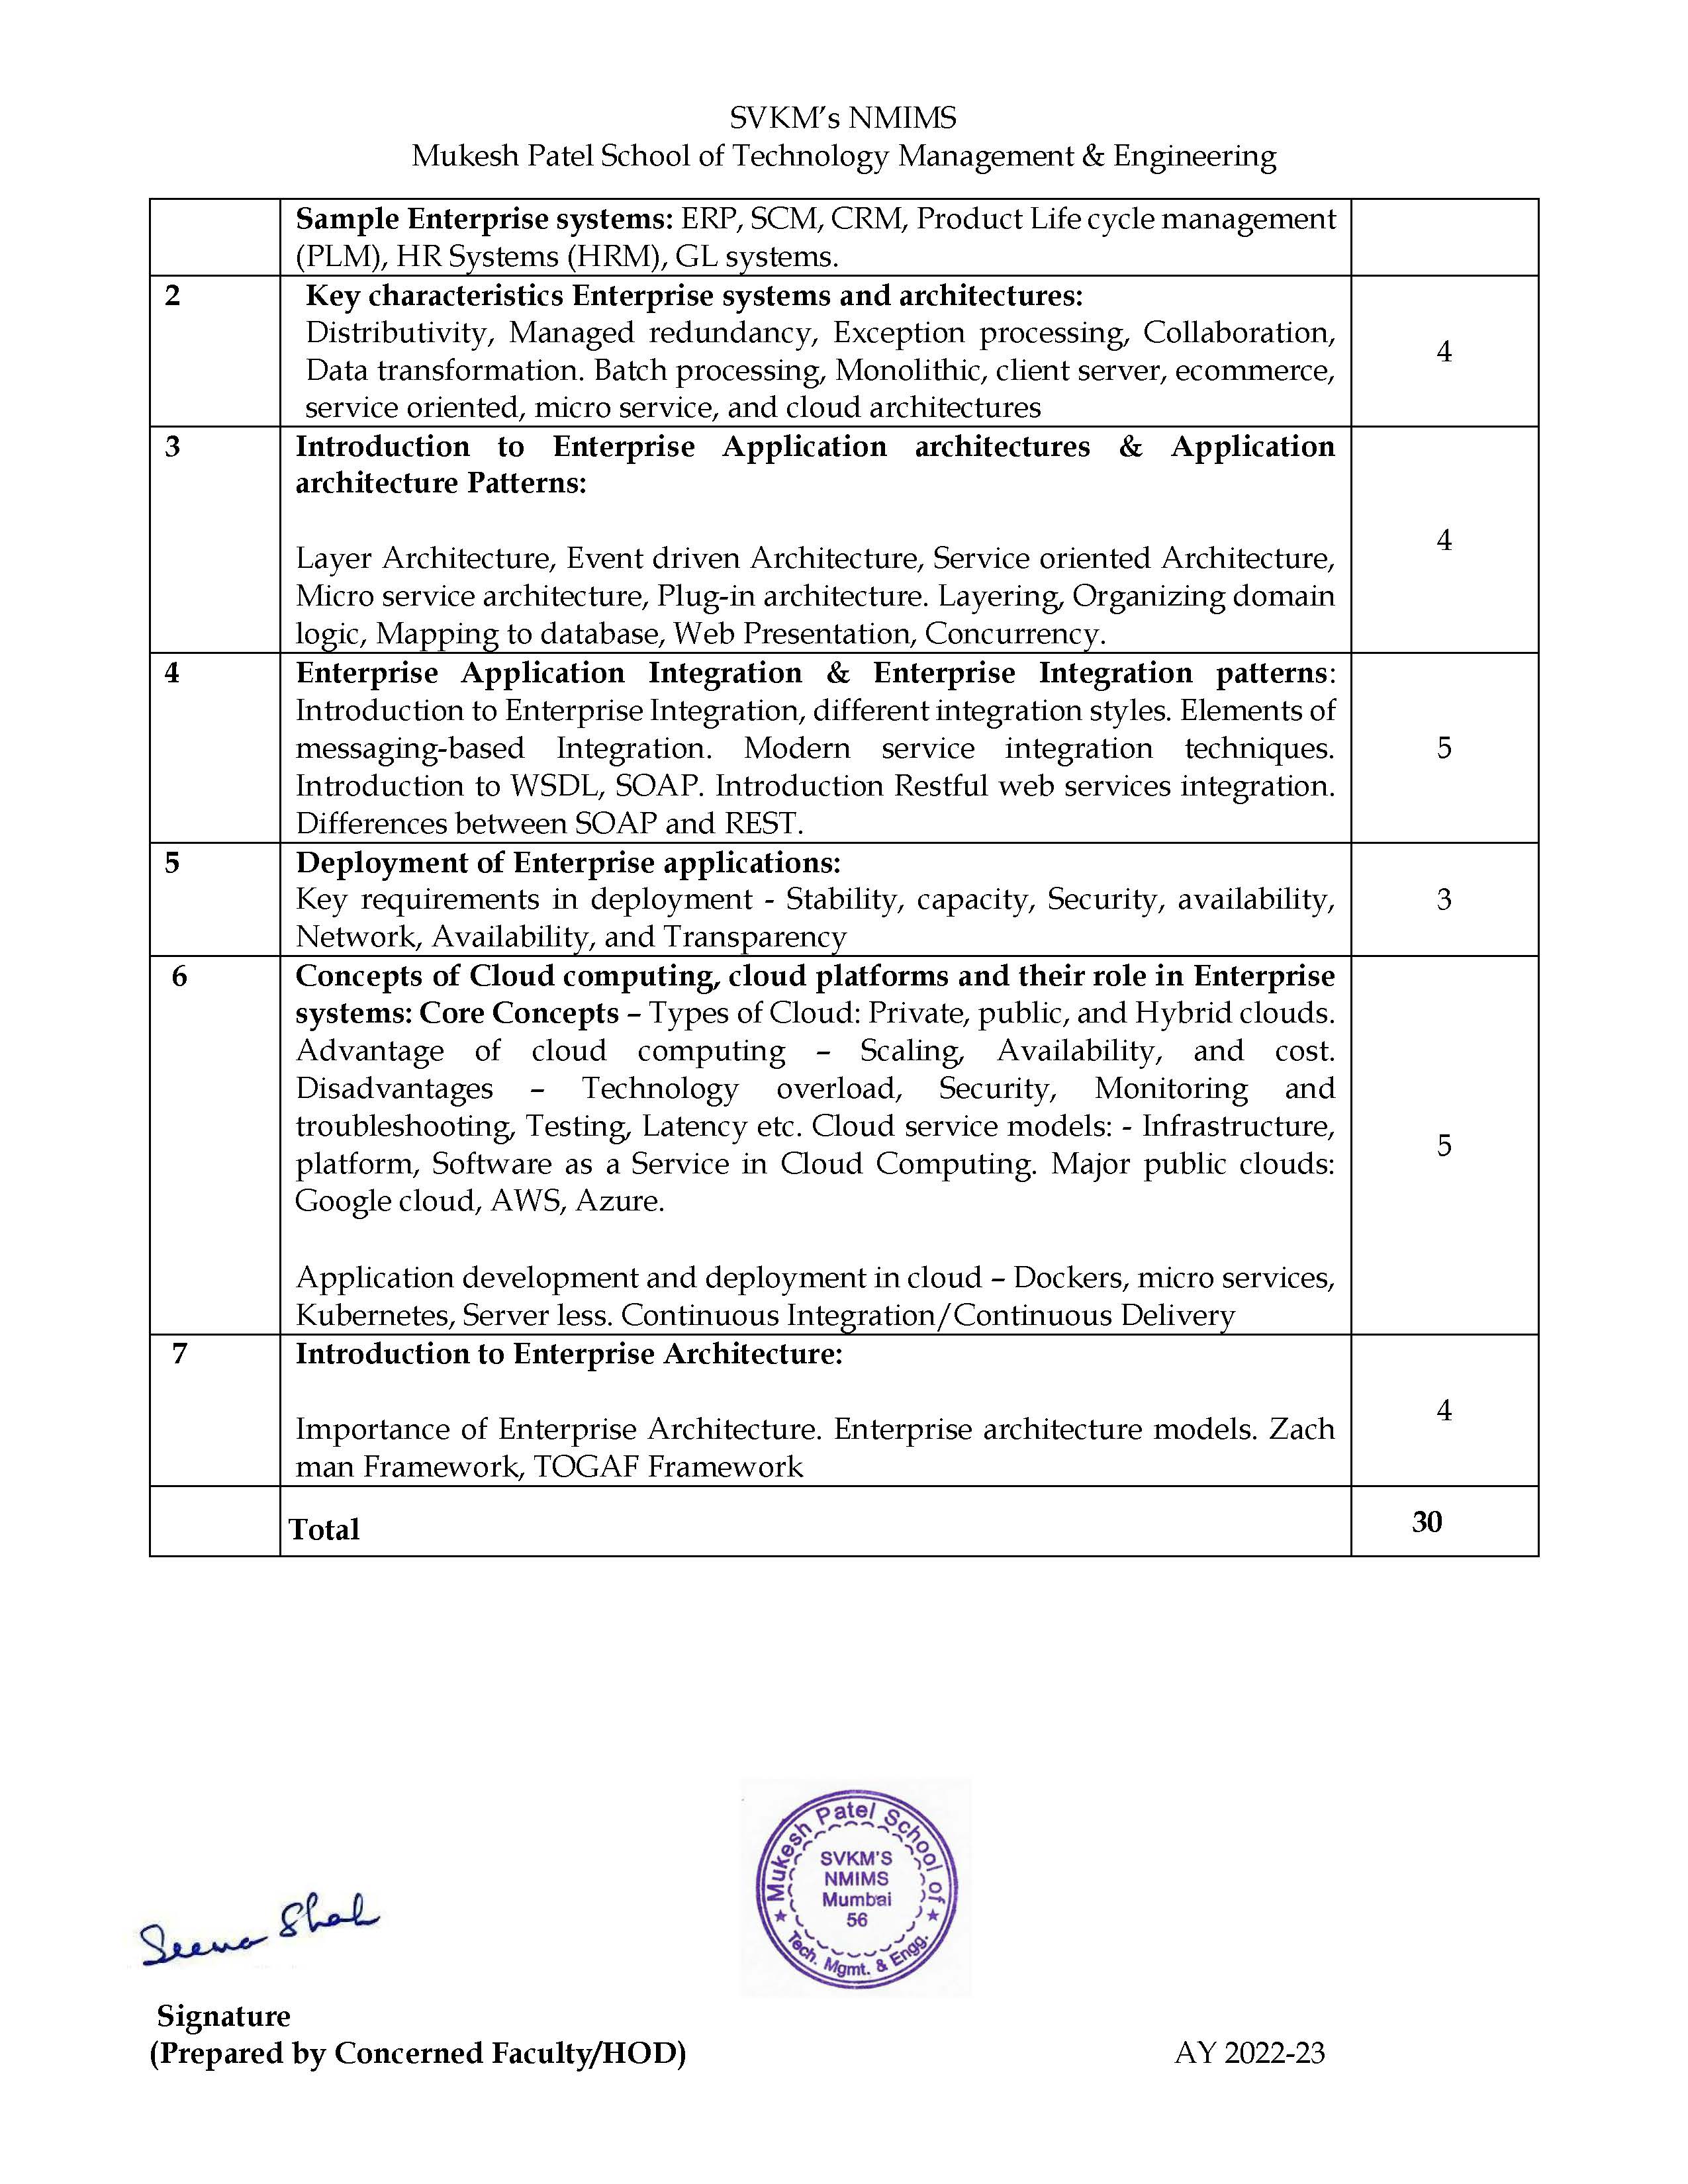 SVKM’s NMIMS
Mukesh Patel School of Technology Management & Engineering
Sample Enterprise systems: ERP, SCM, CRM, Product Life cycle management
(PLM), HR Systems (HRM), GL systems.
2
Key characteristics Enterprise systems and architectures:
Distributivity, Managed redundancy, Exception processing, Collaboration,
Data transformation. Batch processing, Monolithic, client server, ecommerce,
service oriented, micro service, and cloud architectures
4
3
Introduction to Enterprise Application architectures & Application
architecture Patterns:
Layer Architecture, Event driven Architecture, Service oriented Architecture,
Micro service architecture, Plug-in architecture. Layering, Organizing domain
logic, Mapping to database, Web Presentation, Concurrency.
4
4
Enterprise Application Integration & Enterprise Integration patterns:
Introduction to Enterprise Integration, different integration styles. Elements of
messaging-based Integration. Modern service integration techniques.
Introduction to WSDL, SOAP. Introduction Restful web services integration.
Differences between SOAP and REST.
5
5
Deployment of Enterprise applications:
Key requirements in deployment - Stability, capacity, Security, availability,
Network, Availability, and Transparency
3
6
Concepts of Cloud computing, cloud platforms and their role in Enterprise
systems: Core Concepts – Types of Cloud: Private, public, and Hybrid clouds.
Advantage of cloud computing – Scaling, Availability, and cost.
Disadvantages – Technology overload, Security, Monitoring and
troubleshooting, Testing, Latency etc. Cloud service models: - Infrastructure,
platform, Software as a Service in Cloud Computing. Major public clouds:
Google cloud, AWS, Azure.
Application development and deployment in cloud – Dockers, micro services,
Kubernetes, Server less. Continuous Integration/Continuous Delivery
5
7
Introduction to Enterprise Architecture:
Importance of Enterprise Architecture. Enterprise architecture models. Zach
man Framework, TOGAF Framework
4
Total
30
Seema Shah
Mukesh Patel School of
SVKM'S
NMIMS
Mumbai
56
Tech. Mgmt. & Engg.
Signature
(Prepared by Concerned Faculty/HOD)
AY 2022-23